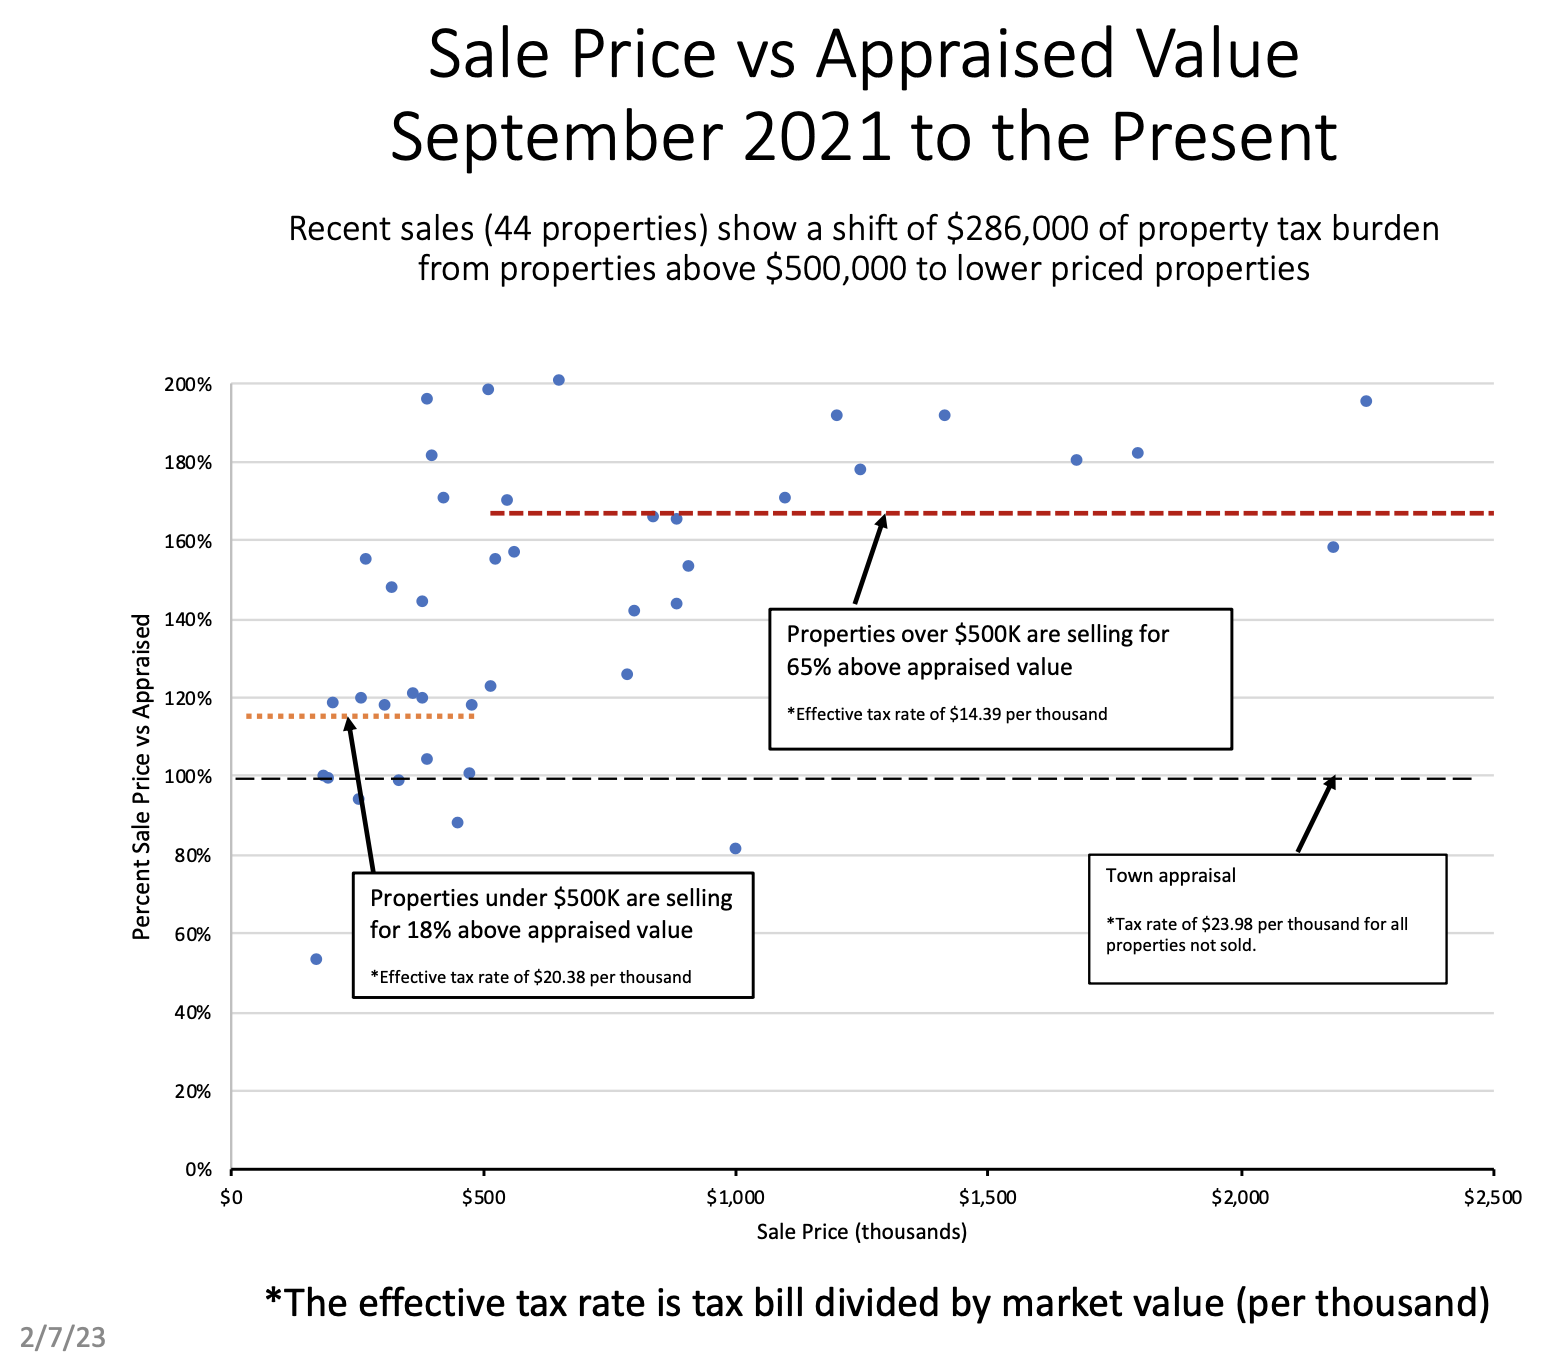 Sale Price vs Appraised Value
September 2021 to the Present
Recent sales (44 properties) show a shift of $286,000 of property tax burden
from properties above $500,000 to lower priced properties
Percent Sale Price vs Appraised
200%
180%
160%
140%
120%
100%
80%
60%
40%
20%
0%
Properties over $500K are selling for
65% above appraised value
*Effective tax rate of $14.39 per thousand
Town appraisal
*Tax rate of $23.98 per thousand for all
properties not sold.
Properties under $500K are selling
for 18% above appraised value
*Effective tax rate of $20.38 per thousand
$0 $500 $1,000 $1,500 $2,000 $2,500
Sale Price (thousands)
*The effective tax rate is tax bill divided by market value (per thousand)
2/7/23